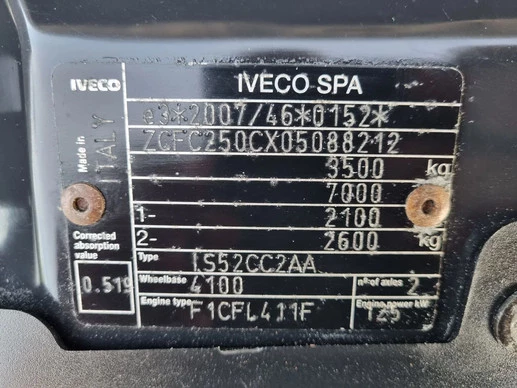 IVECO IVECO SPA
e3*2007/46*0152*
ZCFC250CX05088212
3500 kg
7000
1- 2100
2- 2600 kg
Made in ITALY
Corrected absorption value
0.519
Type IS52CC2AA
Wheelbase 4100 n° of axles 2
Engine type F1CFL411F Engine power kW 125